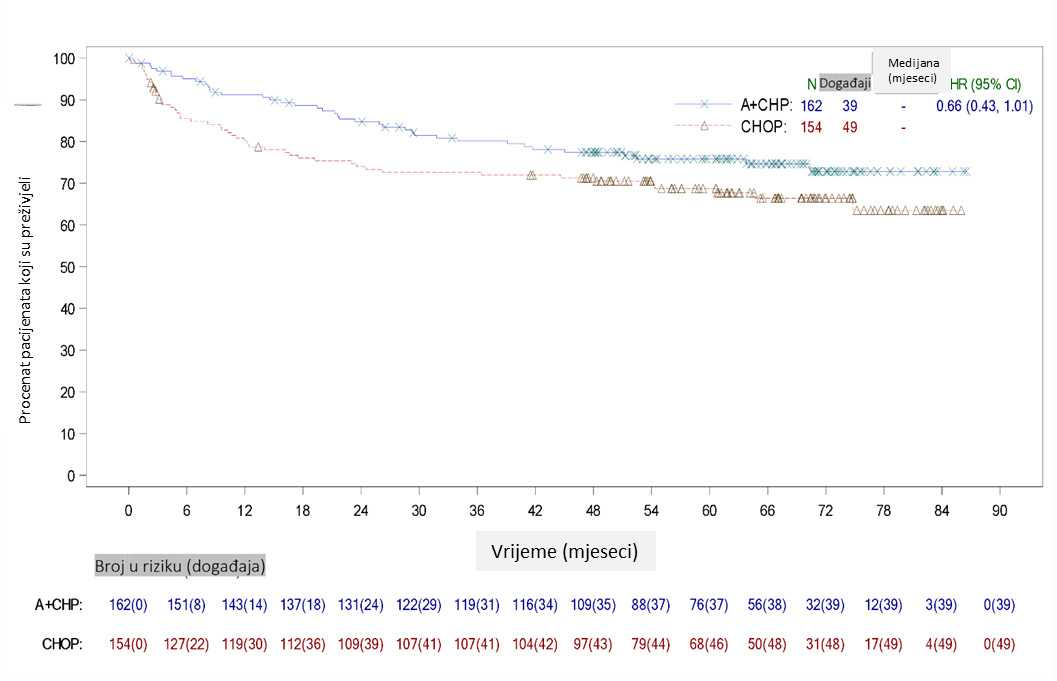 Medijana
(mjeseci)
N Događaji HR (95% CI)
A+CHP: 162 39 - 0.66 (0.43, 1.01)
CHOP: 154 49 -
Procenat pacijenata koji su preživjeli
100
90
80
70
60
50
40
30
20
10
0
0 6 12 18 24 30 36 42 48 54 60 66 72 78 84 90
Vrijeme (mjeseci)
Broj u riziku (događaja)
A+CHP: 162(0) 151(8) 143(14) 137(18) 131(24) 122(29) 119(31) 116(34) 109(35) 88(37) 76(37) 56(38) 32(39) 12(39) 3(39) 0(39)
CHOP: 154(0) 127(22) 119(30) 112(36) 109(39) 107(41) 107(41) 104(42) 97(43) 79(44) 68(46) 50(48) 31(48) 17(49) 4(49) 0(49)